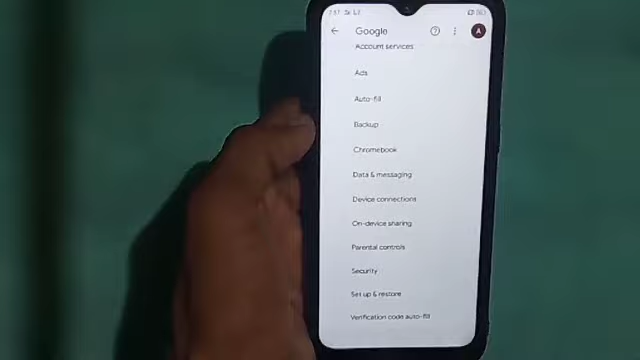 Google
A
Account services
Ads
Auto-fill
Backup
Chromebook
Data & messaging
Device connections
On-device sharing
Parental controls
Security
Set up & restore
Verification code auto-fill